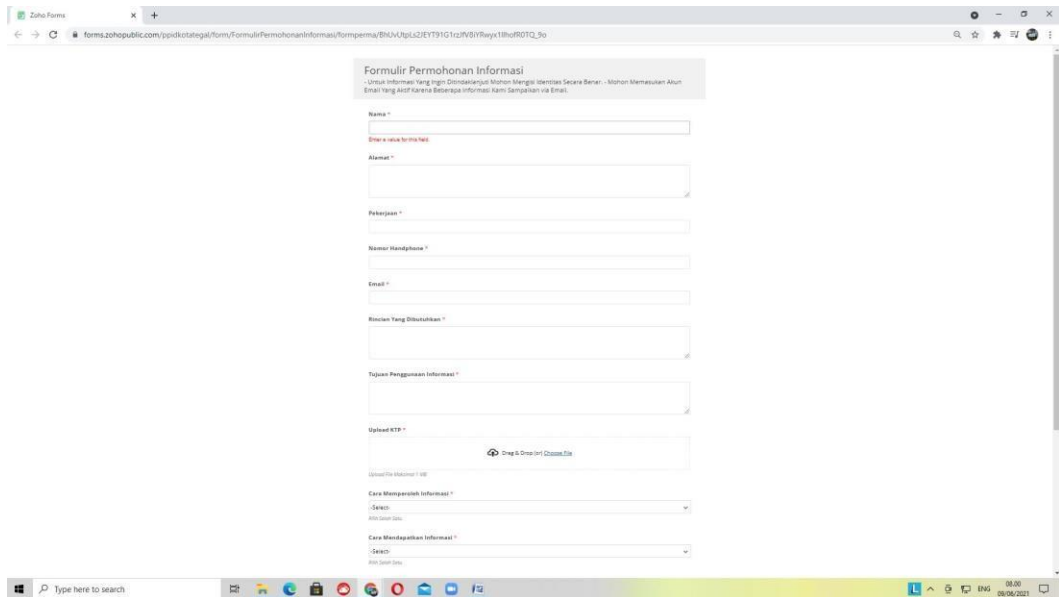 Zoho Forms
forms.zohopublic.com/ppidkotategal/form/FormulirPermohonanInformasi/formperma/
Formulir Permohonan Informasi
- Untuk Informasi Yang Ingin Ditindaklanjuti Mohon Mengisi Identitas Secara Benar. - Mohon Memasukan Akun
Email Yang Aktif Karena Beberapa Informasi Kami Sampaikan via Email.
Nama *
Enter a value for this field.
Alamat *
Pekerjaan *
Nomor Handphone *
Email *
Rincian Yang Dibutuhkan *
Tujuan Penggunaan Informasi *
Upload KTP *
Drag & Drop (or) Choose File
Upload File Maksimal 1 MB
Cara Memperoleh Informasi *
-Select-
Pilih Salah Satu
Cara Mendapatkan Informasi *
-Select-
Pilih Salah Satu
Type here to search
ENG
08.00
09/08/2021